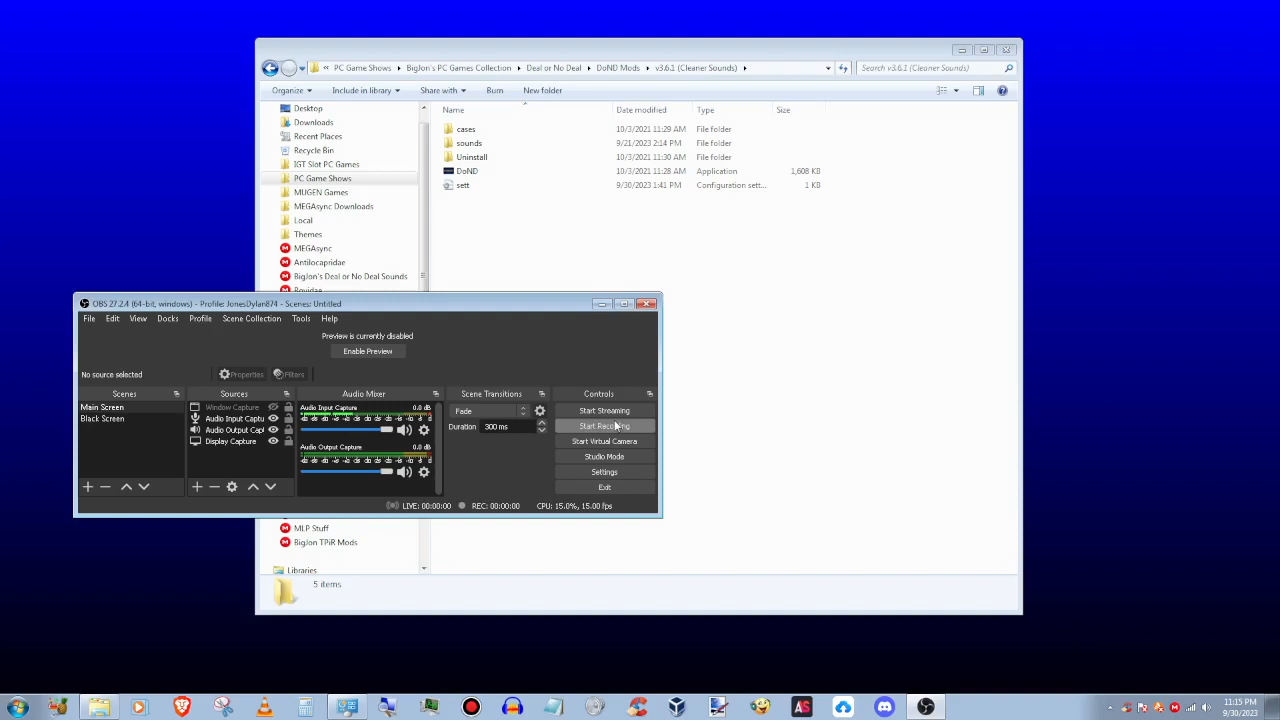 « PC Game Shows ▸ BigJon's PC Games Collection ▸ Deal or No Deal ▸ DoND Mods ▸ v3.6.1 (Cleaner Sounds) ▸
Search v3.6.1 (Cleaner Sounds)
Organize Include in library Share with Burn New folder
Desktop
Downloads
Recent Places
Recycle Bin
IGT Slot PC Games
PC Game Shows
MUGEN Games
MEGAsync Downloads
Local
Themes
MEGAsync
Antilocapridae
BigJon's Deal or No Deal Sounds
Bovidae
Name Date modified Type Size
cases 10/3/2021 11:29 AM File folder
sounds 9/21/2023 2:14 PM File folder
Uninstall 10/3/2021 11:30 AM File folder
DoND 10/3/2021 11:28 AM Application 1,608 KB
sett 9/30/2023 1:41 PM Configuration sett... 1 KB
OBS 27.2.4 (64-bit, windows) - Profile: JonesDylan874 - Scenes: Untitled
File Edit View Docks Profile Scene Collection Tools Help
Preview is currently disabled
Enable Preview
No source selected Properties Filters
Scenes
Main Screen
Black Screen
Sources
Window Capture
Audio Input Captu
Audio Output Capt
Display Capture
Audio Mixer
Audio Input Capture 0.0 dB
Audio Output Capture 0.0 dB
Scene Transitions
Fade
Duration 300 ms
Controls
Start Streaming
Start Recording
Start Virtual Camera
Studio Mode
Settings
Exit
LIVE: 00:00:00 REC: 00:00:00 CPU: 15.0%, 15.00 fps
MLP Stuff
BigJon TPiR Mods
Libraries
5 items
AS
11:15 PM
9/30/2023